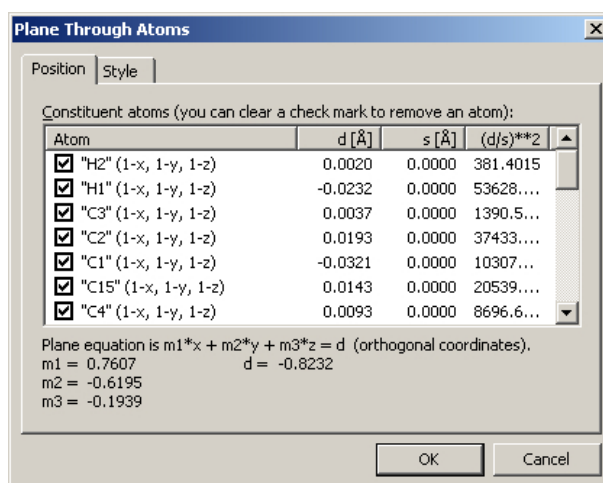 Plane Through Atoms
Position Style
Constituent atoms (you can clear a check mark to remove an atom):
Atom d [Å] s [Å] (d/s)**2
"H2" (1-x, 1-y, 1-z) 0.0020 0.0000 381.4015
"H1" (1-x, 1-y, 1-z) -0.0232 0.0000 53628....
"C3" (1-x, 1-y, 1-z) 0.0037 0.0000 1390.5...
"C2" (1-x, 1-y, 1-z) 0.0193 0.0000 37433....
"C1" (1-x, 1-y, 1-z) -0.0321 0.0000 10307...
"C15" (1-x, 1-y, 1-z) 0.0143 0.0000 20539....
"C4" (1-x, 1-y, 1-z) 0.0093 0.0000 8696.6...
Plane equation is m1*x + m2*y + m3*z = d (orthogonal coordinates).
m1 = 0.7607 d = -0.8232
m2 = -0.6195
m3 = -0.1939
OK Cancel